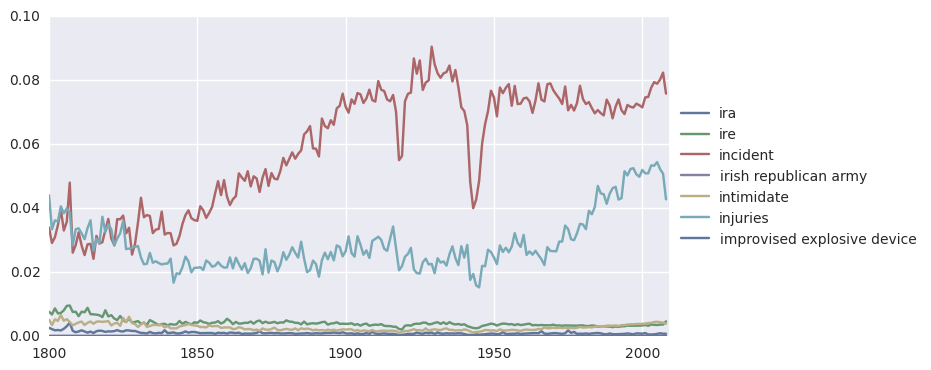 0.10
0.08
0.06
0.04
0.02
0.00
1800 1850 1900 1950 2000
ira
ire
incident
irish republican army
intimidate
injuries
improvised explosive device